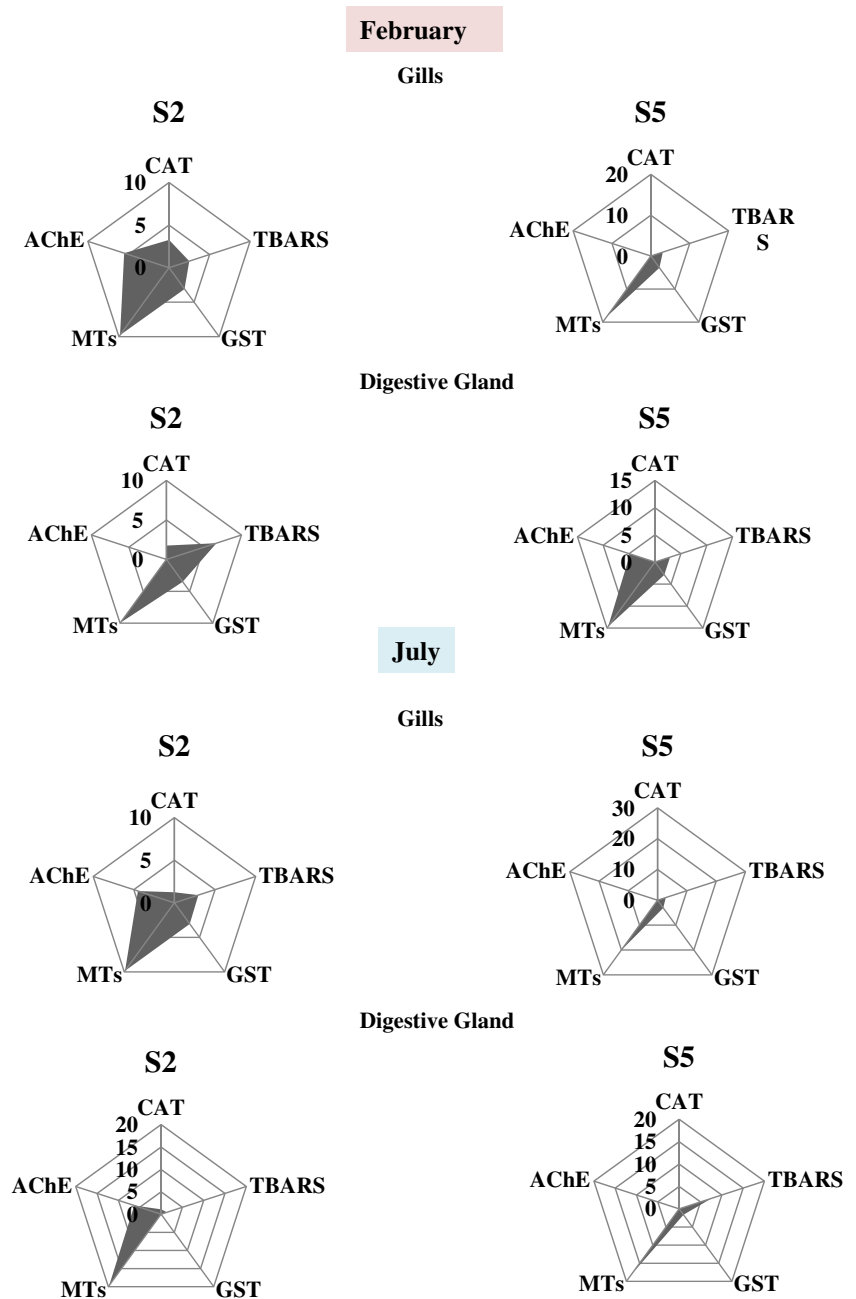 February
Gills
S2
S5
CAT
10
5
0
AChE
TBARS
MTs
GST
CAT
20
10
0
AChE
TBAR
S
MTs
GST
Digestive Gland
S2
S5
CAT
10
5
0
AChE
TBARS
MTs
GST
CAT
15
10
5
0
AChE
TBARS
MTs
GST
July
Gills
S2
S5
CAT
10
5
0
AChE
TBARS
MTs
GST
CAT
30
20
10
0
AChE
TBARS
MTs
GST
Digestive Gland
S2
S5
CAT
20
15
10
5
0
AChE
TBARS
MTs
GST
CAT
20
15
10
5
0
AChE
TBARS
MTs
GST